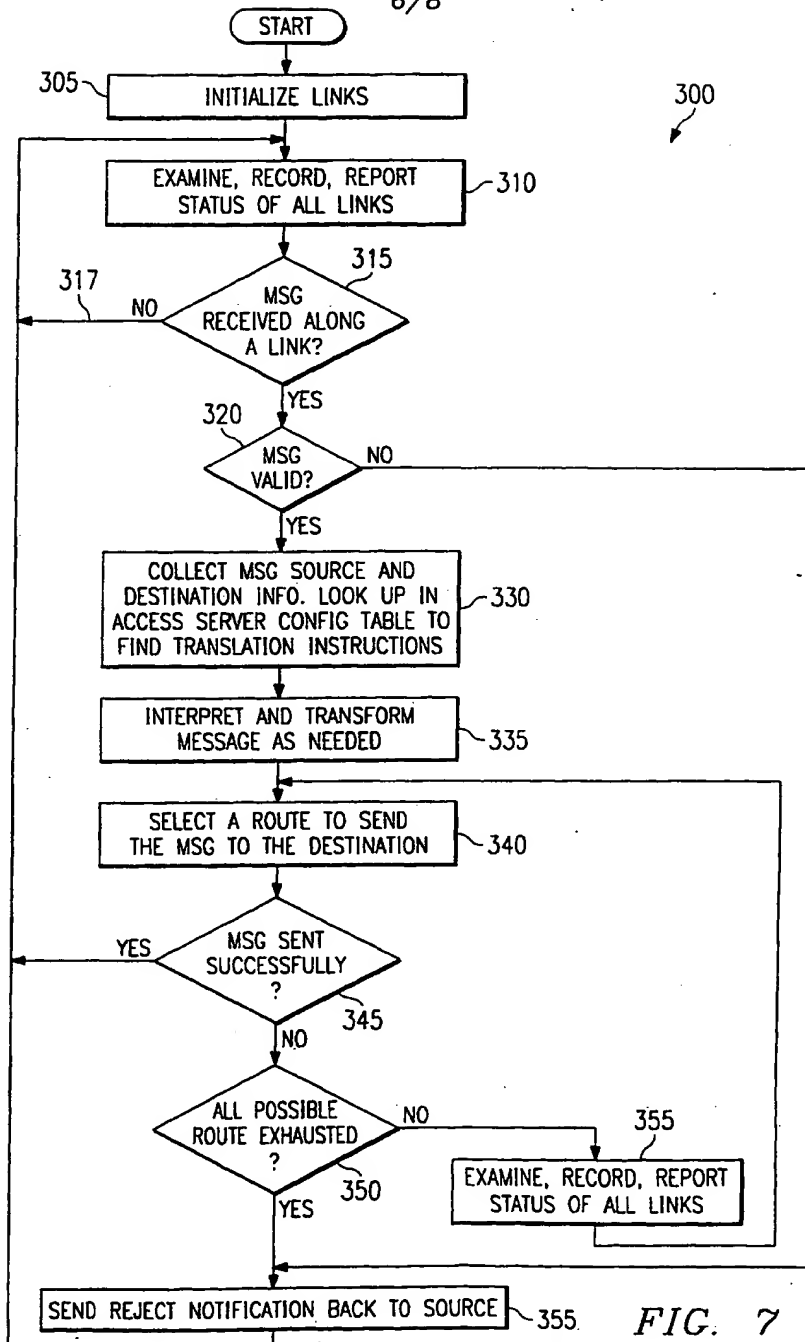 6/8
START
305
INITIALIZE LINKS
300
EXAMINE, RECORD, REPORT
STATUS OF ALL LINKS
310
315
317
NO
MSG
RECEIVED ALONG
A LINK?
YES
320
MSG
VALID?
NO
YES
COLLECT MSG SOURCE AND
DESTINATION INFO. LOOK UP IN
ACCESS SERVER CONFIG TABLE TO
FIND TRANSLATION INSTRUCTIONS
330
INTERPRET AND TRANSFORM
MESSAGE AS NEEDED
335
SELECT A ROUTE TO SEND
THE MSG TO THE DESTINATION
340
YES
MSG SENT
SUCCESSFULLY
?
345
NO
ALL POSSIBLE
ROUTE EXHAUSTED
?
NO
350
YES
355
EXAMINE, RECORD, REPORT
STATUS OF ALL LINKS
SEND REJECT NOTIFICATION BACK TO SOURCE
355
FIG. 7